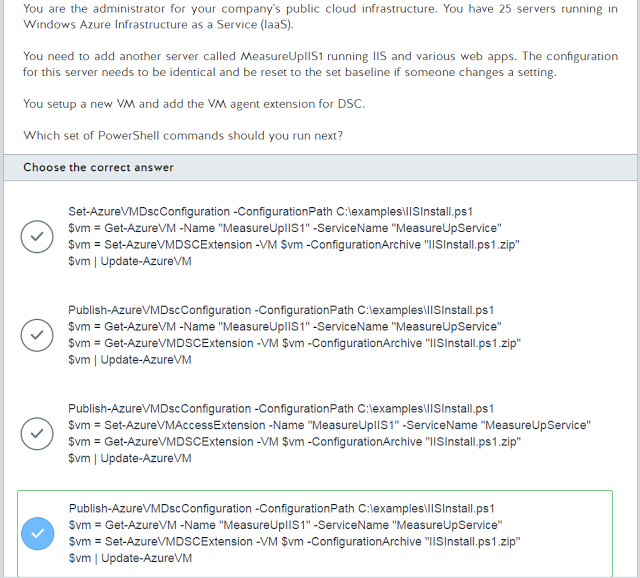 You are the administrator for your company's public cloud infrastructure. You have 25 servers running in
Windows Azure Infrastructure as a Service (IaaS).
You need to add another server called MeasureUpIIS1 running IIS and various web apps. The configuration
for this server needs to be identical and be reset to the set baseline if someone changes a setting.
You setup a new VM and add the VM agent extension for DSC.
Which set of PowerShell commands should you run next?
Choose the correct answer
Set-AzureVMDscConfiguration -ConfigurationPath C:\examples\IISInstall.ps1
$vm = Get-AzureVM -Name "MeasureUpIIS1" -ServiceName "MeasureUpService"
$vm = Set-AzureVMDSCExtension -VM $vm -ConfigurationArchive "IISInstall.ps1.zip"
$vm | Update-AzureVM
Publish-AzureVMDscConfiguration -ConfigurationPath C:\examples\IISInstall.ps1
$vm = Get-AzureVM -Name "MeasureUpIIS1" -ServiceName "MeasureUpService"
$vm = Get-AzureVMDSCExtension -VM $vm -ConfigurationArchive "IISInstall.ps1.zip"
$vm | Update-AzureVM
Publish-AzureVMDscConfiguration -ConfigurationPath C:\examples\IISInstall.ps1
$vm = Set-AzureVMAccessExtension -Name "MeasureUpIIS1" -ServiceName "MeasureUpService"
$vm = Get-AzureVMDSCExtension -VM $vm -ConfigurationArchive "IISInstall.ps1.zip"
$vm | Update-AzureVM
Publish-AzureVMDscConfiguration -ConfigurationPath C:\examples\IISInstall.ps1
$vm = Get-AzureVM -Name "MeasureUpIIS1" -ServiceName "MeasureUpService"
$vm = Set-AzureVMDSCExtension -VM $vm -ConfigurationArchive "IISInstall.ps1.zip"
$vm | Update-AzureVM